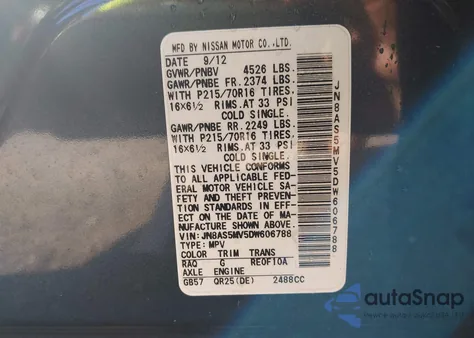 MFD BY NISSAN MOTOR CO.,LTD.
DATE 9/12
GVWR/PNBV 4526 LBS.
GAWR/PNBE FR. 2374 LBS.
WITH P215/70R16 TIRES.
16X6½ RIMS. AT 33 PSI
COLD SINGLE.
GAWR/PNBE RR. 2249 LBS.
WITH P215/70R16 TIRES.
16X6½ RIMS. AT 33 PSI
COLD SINGLE.
THIS VEHICLE CONFORMS
TO ALL APPLICABLE FED-
ERAL MOTOR VEHICLE SA-
FETY AND THEFT PREVEN-
TION STANDARDS IN EFF-
ECT ON THE DATE OF MA-
NUFACTURE SHOWN ABOVE.
VIN: JN8AS5MV5DW606788
TYPE: MPV
COLOR TRIM TRANS
RAQ G RE0F10A
AXLE ENGINE
GB57 QR25(DE) 2488CC
JN8AS5MV5DW606788
autoSnap